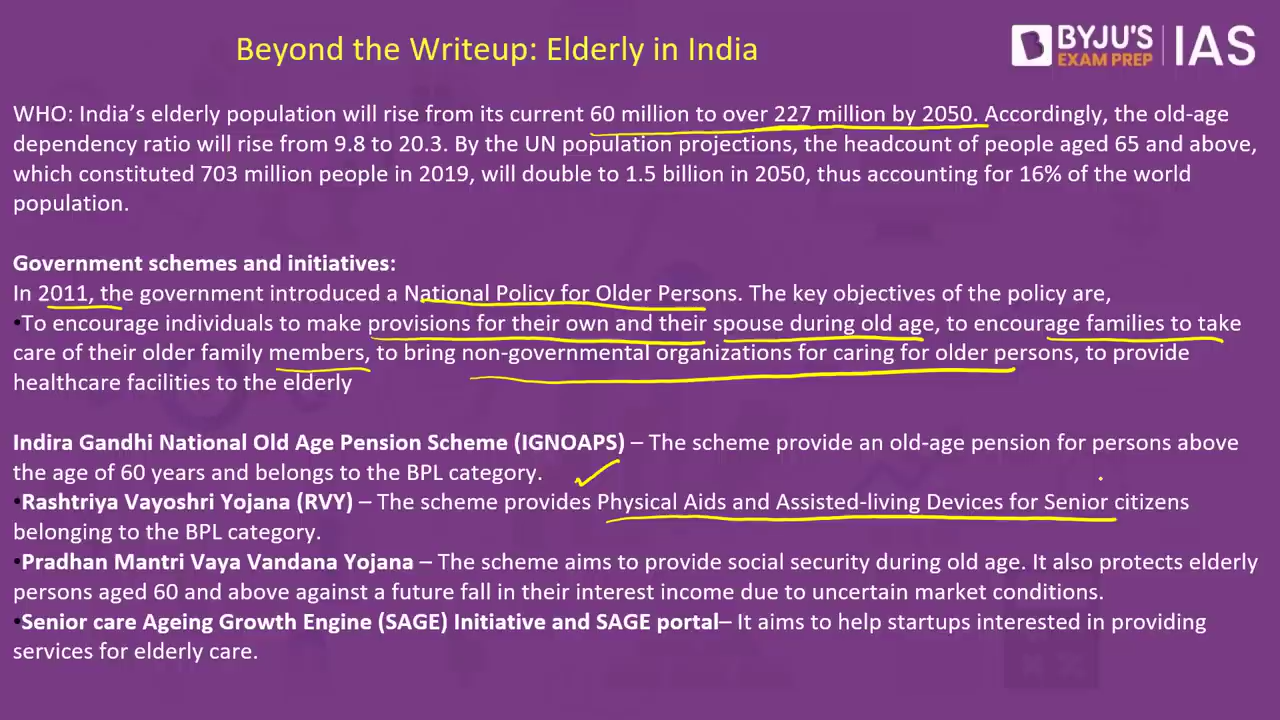 Beyond the Writeup: Elderly in India
BYJU'S
EXAM PREP
IAS
WHO: India's elderly population will rise from its current 60 million to over 227 million by 2050. Accordingly, the old-age
dependency ratio will rise from 9.8 to 20.3. By the UN population projections, the headcount of people aged 65 and above,
which constituted 703 million people in 2019, will double to 1.5 billion in 2050, thus accounting for 16% of the world
population.
Government schemes and initiatives:
In 2011, the government introduced a National Policy for Older Persons. The key objectives of the policy are,
•To encourage individuals to make provisions for their own and their spouse during old age, to encourage families to take
care of their older family members, to bring non-governmental organizations for caring for older persons, to provide
healthcare facilities to the elderly
Indira Gandhi National Old Age Pension Scheme (IGNOAPS) – The scheme provide an old-age pension for persons above
the age of 60 years and belongs to the BPL category.
•Rashtriya Vayoshri Yojana (RVY) – The scheme provides Physical Aids and Assisted-living Devices for Senior citizens
belonging to the BPL category.
•Pradhan Mantri Vaya Vandana Yojana – The scheme aims to provide social security during old age. It also protects elderly
persons aged 60 and above against a future fall in their interest income due to uncertain market conditions.
•Senior care Ageing Growth Engine (SAGE) Initiative and SAGE portal– It aims to help startups interested in providing
services for elderly care.